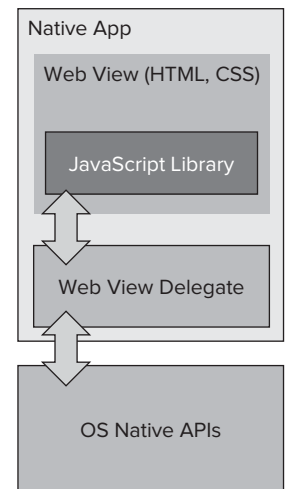 Native App
Web View (HTML, CSS)
JavaScript Library
Web View Delegate
OS Native APIs